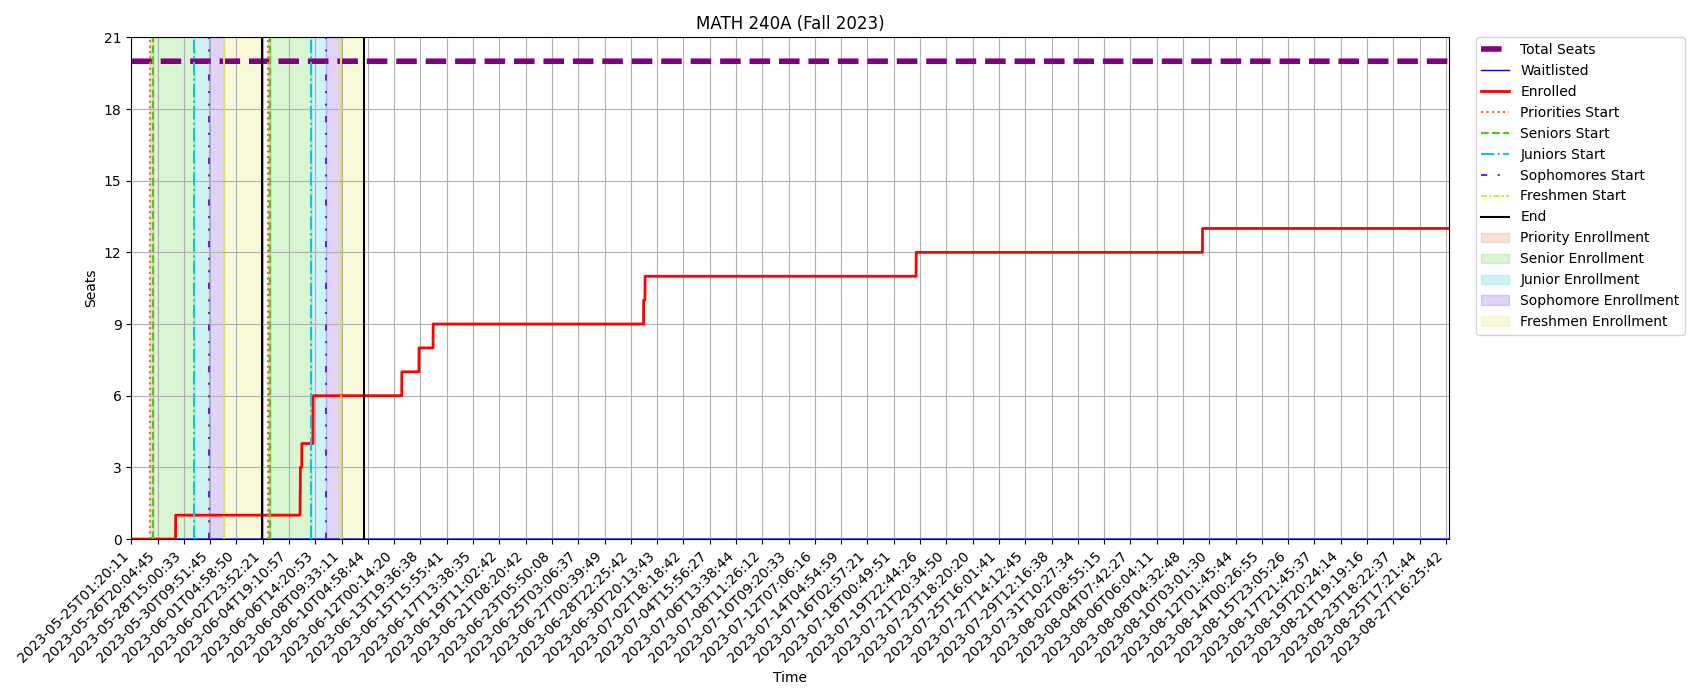 MATH 240A (Fall 2023)
Seats
21
18
15
12
9
6
3
0
2023-05-25T01:20:11
2023-05-26T20:04:45
2023-05-28T15:00:33
2023-05-30T09:51:45
2023-06-01T04:58:50
2023-06-02T23:52:21
2023-06-04T19:10:57
2023-06-06T14:20:53
2023-06-08T09:33:11
2023-06-10T04:58:44
2023-06-12T00:14:20
2023-06-13T19:36:38
2023-06-15T15:55:41
2023-06-17T13:38:35
2023-06-19T11:02:42
2023-06-21T08:20:42
2023-06-23T05:50:08
2023-06-25T03:06:37
2023-06-27T00:39:49
2023-06-28T22:25:42
2023-06-30T20:13:43
2023-07-02T18:18:42
2023-07-04T15:56:27
2023-07-06T13:38:44
2023-07-08T11:26:12
2023-07-10T09:20:33
2023-07-12T07:06:16
2023-07-14T04:54:59
2023-07-16T02:57:21
2023-07-18T00:49:51
2023-07-19T22:44:26
2023-07-21T20:34:50
2023-07-23T18:20:20
2023-07-25T16:01:41
2023-07-27T14:12:45
2023-07-29T12:16:38
2023-07-31T10:27:34
2023-08-02T08:55:15
2023-08-04T07:42:27
2023-08-06T06:04:11
2023-08-08T04:32:48
2023-08-10T03:01:30
2023-08-12T01:45:44
2023-08-14T00:26:55
2023-08-15T23:05:26
2023-08-17T21:45:37
2023-08-19T20:24:14
2023-08-21T19:19:16
2023-08-23T18:22:37
2023-08-25T17:21:44
2023-08-27T16:25:42
Time
Total Seats
Waitlisted
Enrolled
Priorities Start
Seniors Start
Juniors Start
Sophomores Start
Freshmen Start
End
Priority Enrollment
Senior Enrollment
Junior Enrollment
Sophomore Enrollment
Freshmen Enrollment